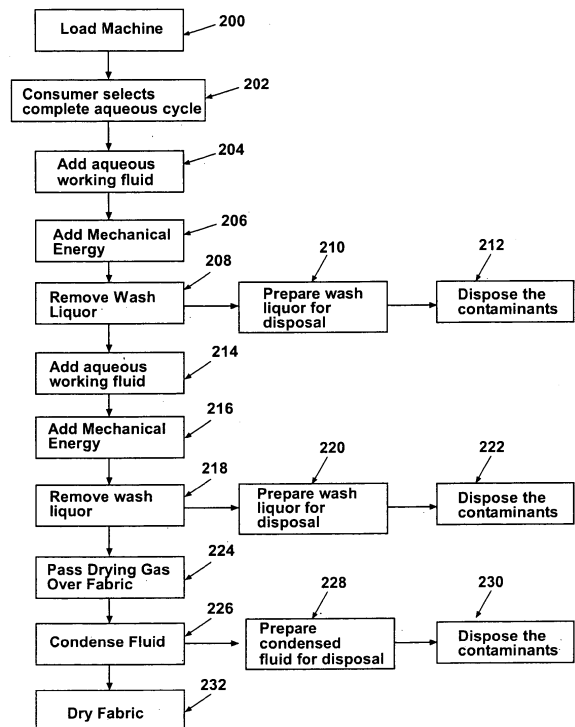 Load Machine
200
Consumer selects
complete aqueous cycle
202
Add aqueous
working fluid
204
Add Mechanical
Energy
206
Remove Wash
Liquor
208
Prepare wash
liquor for
disposal
210
Dispose the
contaminants
212
Add aqueous
working fluid
214
Add Mechanical
Energy
216
Remove wash
liquor
218
Prepare wash
liquor for
disposal
220
Dispose the
contaminants
222
Pass Drying Gas
Over Fabric
224
Condense Fluid
226
Prepare
condensed
fluid for disposal
228
Dispose the
contaminants
230
Dry Fabric
232